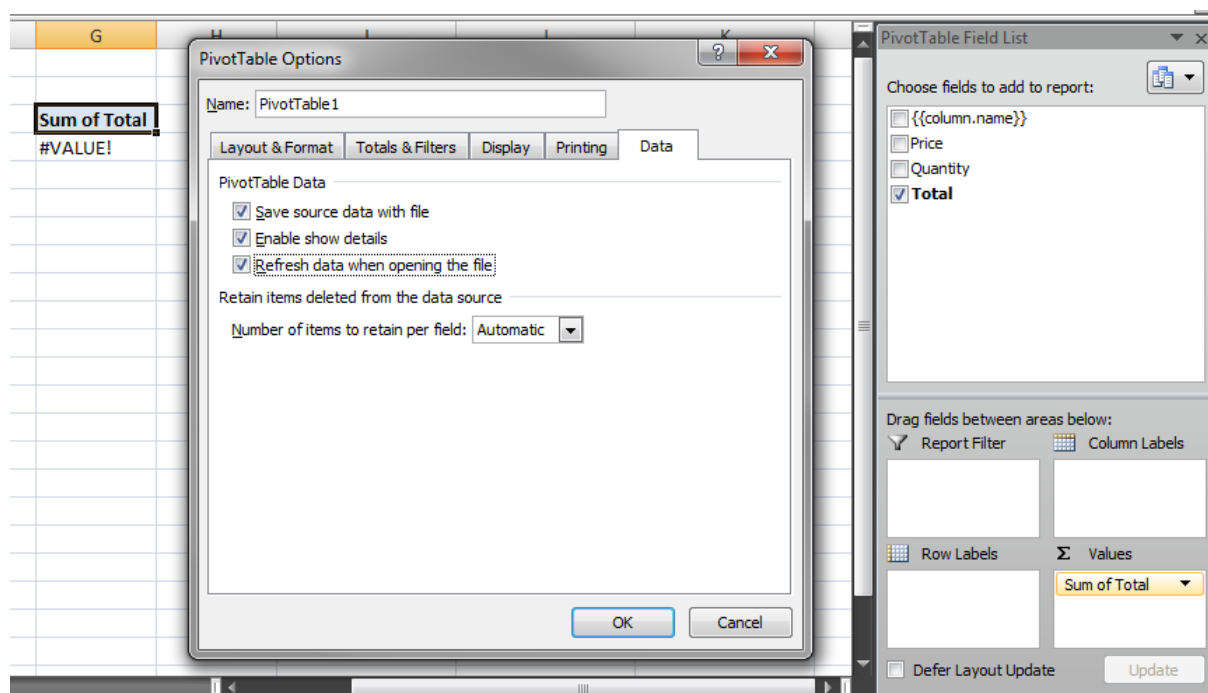 G
PivotTable Options
?
X
Name: PivotTable1
Sum of Total
#VALUE!
Layout & Format Totals & Filters Display Printing Data
PivotTable Data
Save source data with file
Enable show details
Refresh data when opening the file
Retain items deleted from the data source
Number of items to retain per field: Automatic
OK Cancel
PivotTable Field List
Choose fields to add to report:
{{column.name}}
Price
Quantity
Total
Drag fields between areas below:
Report Filter Column Labels
Row Labels Σ Values
Sum of Total
Defer Layout Update Update